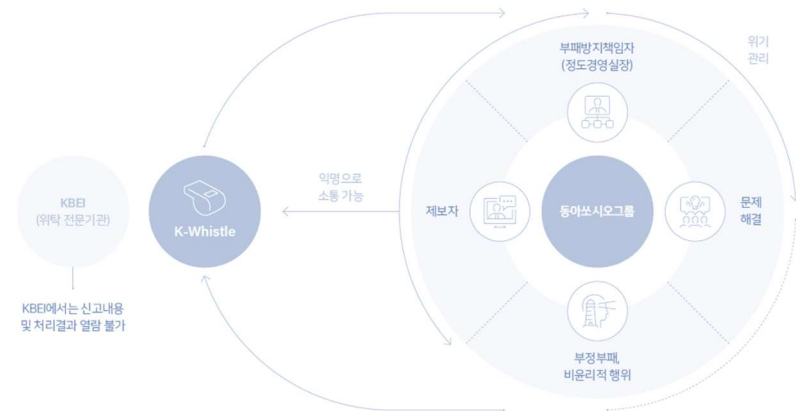 부패방지책임자
(정도경영실장)
위기
관리
KBEI
(위탁 전문기관)
K-Whistle
익명으로
소통 가능
제보자
동아쏘시오그룹
문제
해결
KBEI에서는 신고내용
및 처리결과 열람 불가
부정부패,
비윤리적 행위